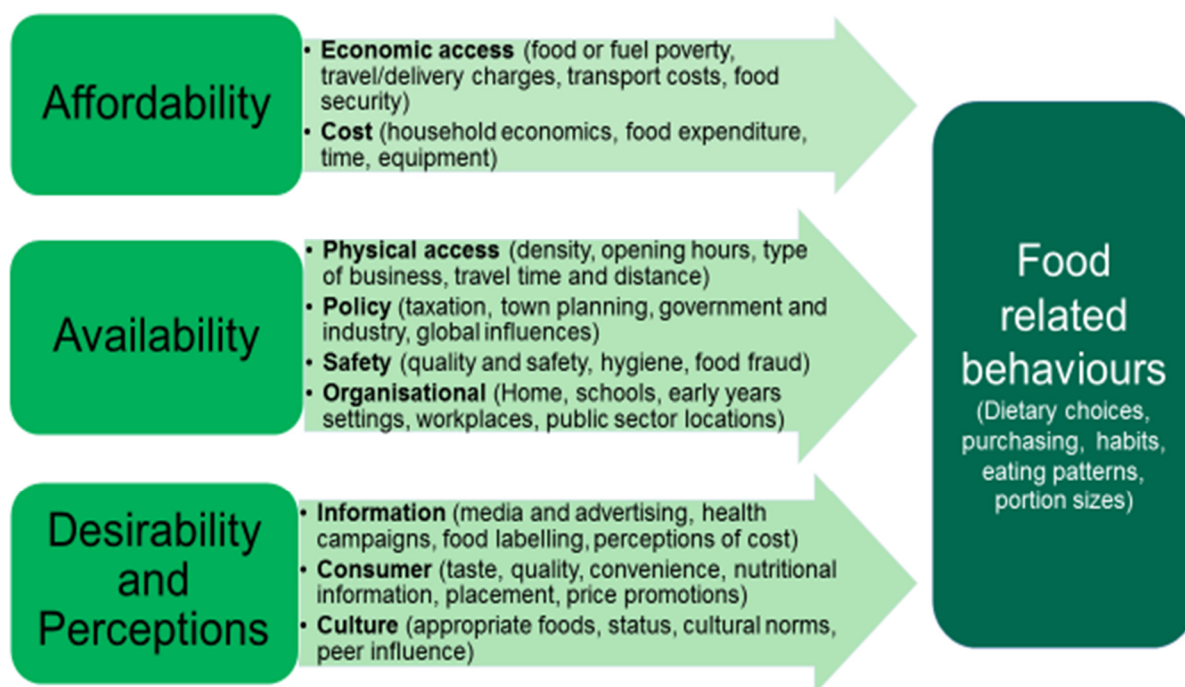 Affordability
• Economic access (food or fuel poverty,
travel/delivery charges, transport costs, food
security)
• Cost (household economics, food expenditure,
time, equipment)
Availability
• Physical access (density, opening hours, type
of business, travel time and distance)
• Policy (taxation, town planning, government and
industry, global influences)
• Safety (quality and safety, hygiene, food fraud)
• Organisational (Home, schools, early years
settings, workplaces, public sector locations)
Desirability
and
Perceptions
• Information (media and advertising, health
campaigns, food labelling, perceptions of cost)
• Consumer (taste, quality, convenience, nutritional
information, placement, price promotions)
• Culture (appropriate foods, status, cultural norms,
peer influence)
Food
related
behaviours
(Dietary choices,
purchasing, habits,
eating patterns,
portion sizes)